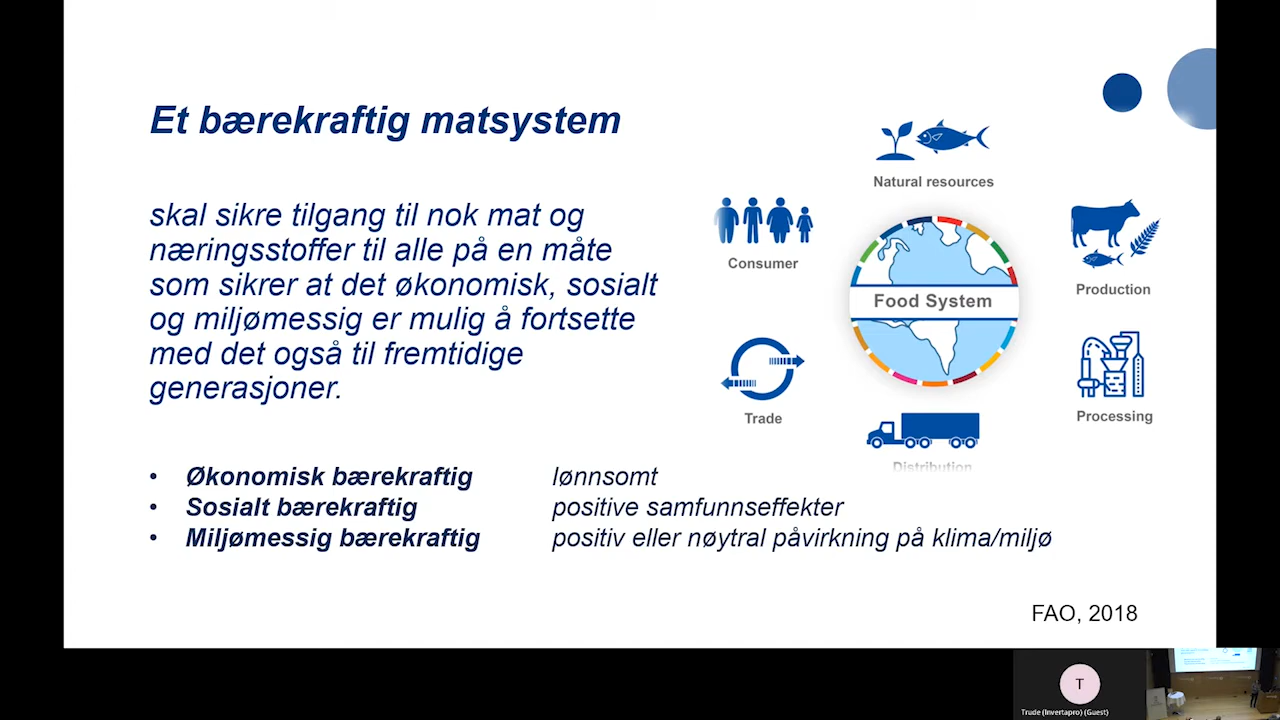 Et bærekraftig matsystem
skal sikre tilgang til nok mat og
næringsstoffer til alle på en måte
som sikrer at det økonomisk, sosialt
og miljømessig er mulig å fortsette
med det også til fremtidige
generasjoner.
Natural resources
Consumer
Production
Food System
Trade
Processing
Distribution
• Økonomisk bærekraftig lønnsomt
• Sosialt bærekraftig positive samfunnseffekter
• Miljømessig bærekraftig positiv eller nøytral påvirkning på klima/miljø
FAO, 2018
T
Trude (Invertapro) (Guest)